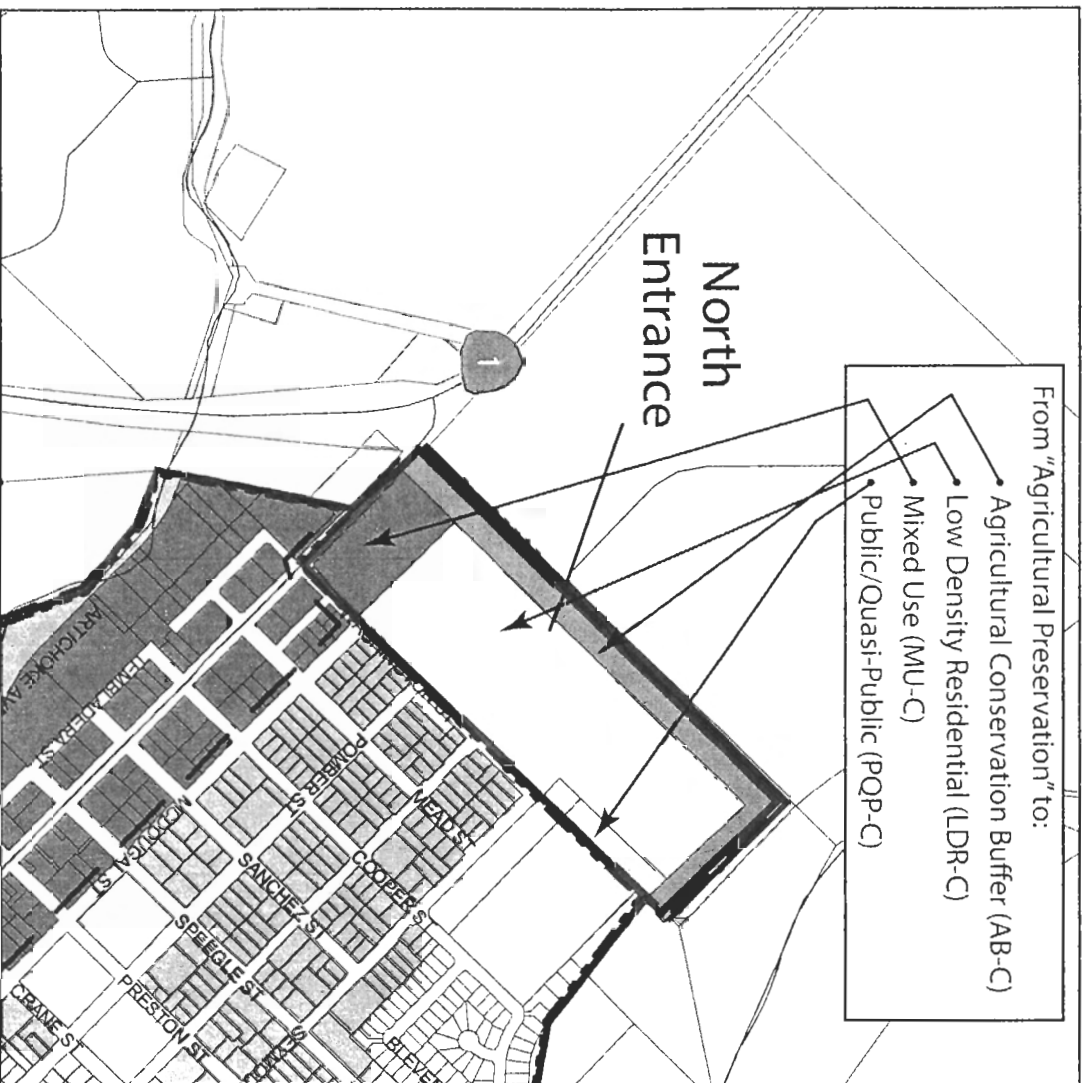 From "Agricultural Preservation" to:
• Agricultural Conservation Buffer (AB-C)
• Low Density Residential (LDR-C)
• Mixed Use (MU-C)
• Public/Quasi-Public (PQP-C)
North
Entrance
1
ARTICHOKE AV
TEMBLADERA ST
MCDOUGAL S
POMBER S
MEAD ST
COOPER S
SANCHEZ ST
SPEEGLE ST
PRESTON ST
CRANE ST
BLEVE